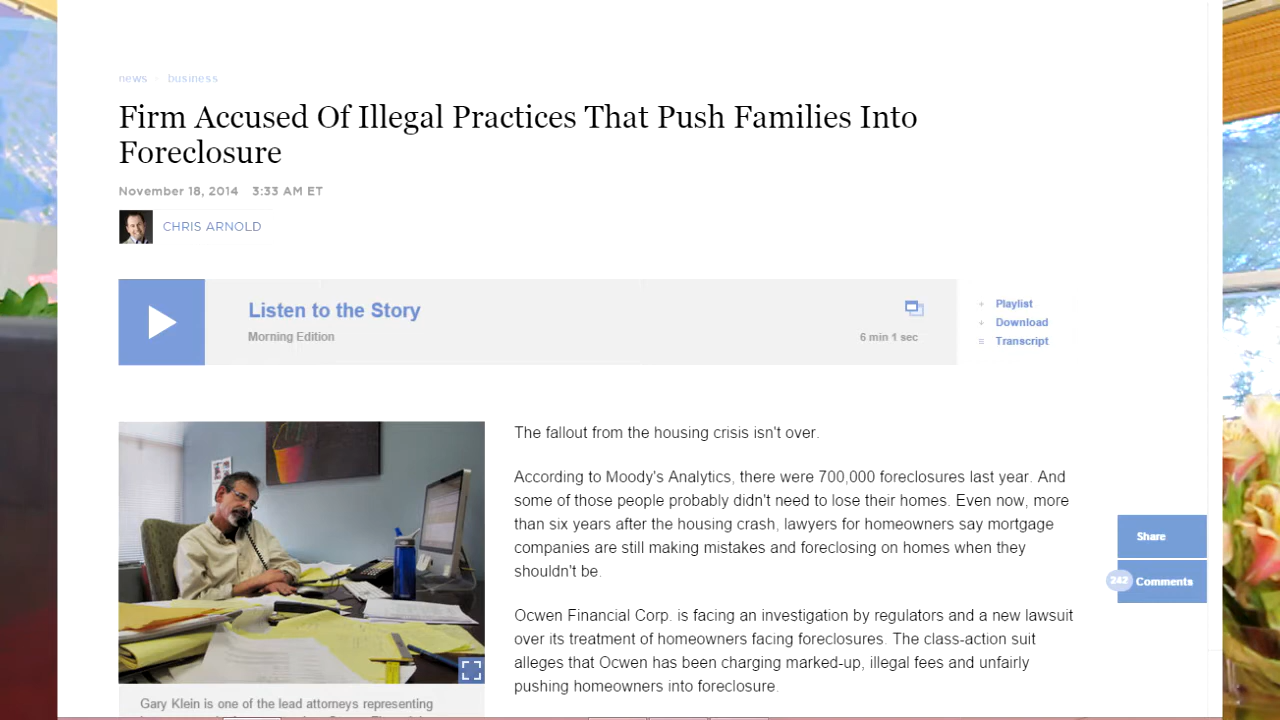 news business
Firm Accused Of Illegal Practices That Push Families Into
Foreclosure
November 18, 2014 3:33 AM ET
CHRIS ARNOLD
Listen to the Story
Morning Edition
6 min 1 sec
Playlist
Download
Transcript
The fallout from the housing crisis isn't over.
According to Moody's Analytics, there were 700,000 foreclosures last year. And
some of those people probably didn't need to lose their homes. Even now, more
than six years after the housing crash, lawyers for homeowners say mortgage
companies are still making mistakes and foreclosing on homes when they
shouldn't be.
Ocwen Financial Corp. is facing an investigation by regulators and a new lawsuit
over its treatment of homeowners facing foreclosures. The class-action suit
alleges that Ocwen has been charging marked-up, illegal fees and unfairly
pushing homeowners into foreclosure.
Share
242 Comments
Gary Klein is one of the lead attorneys representing